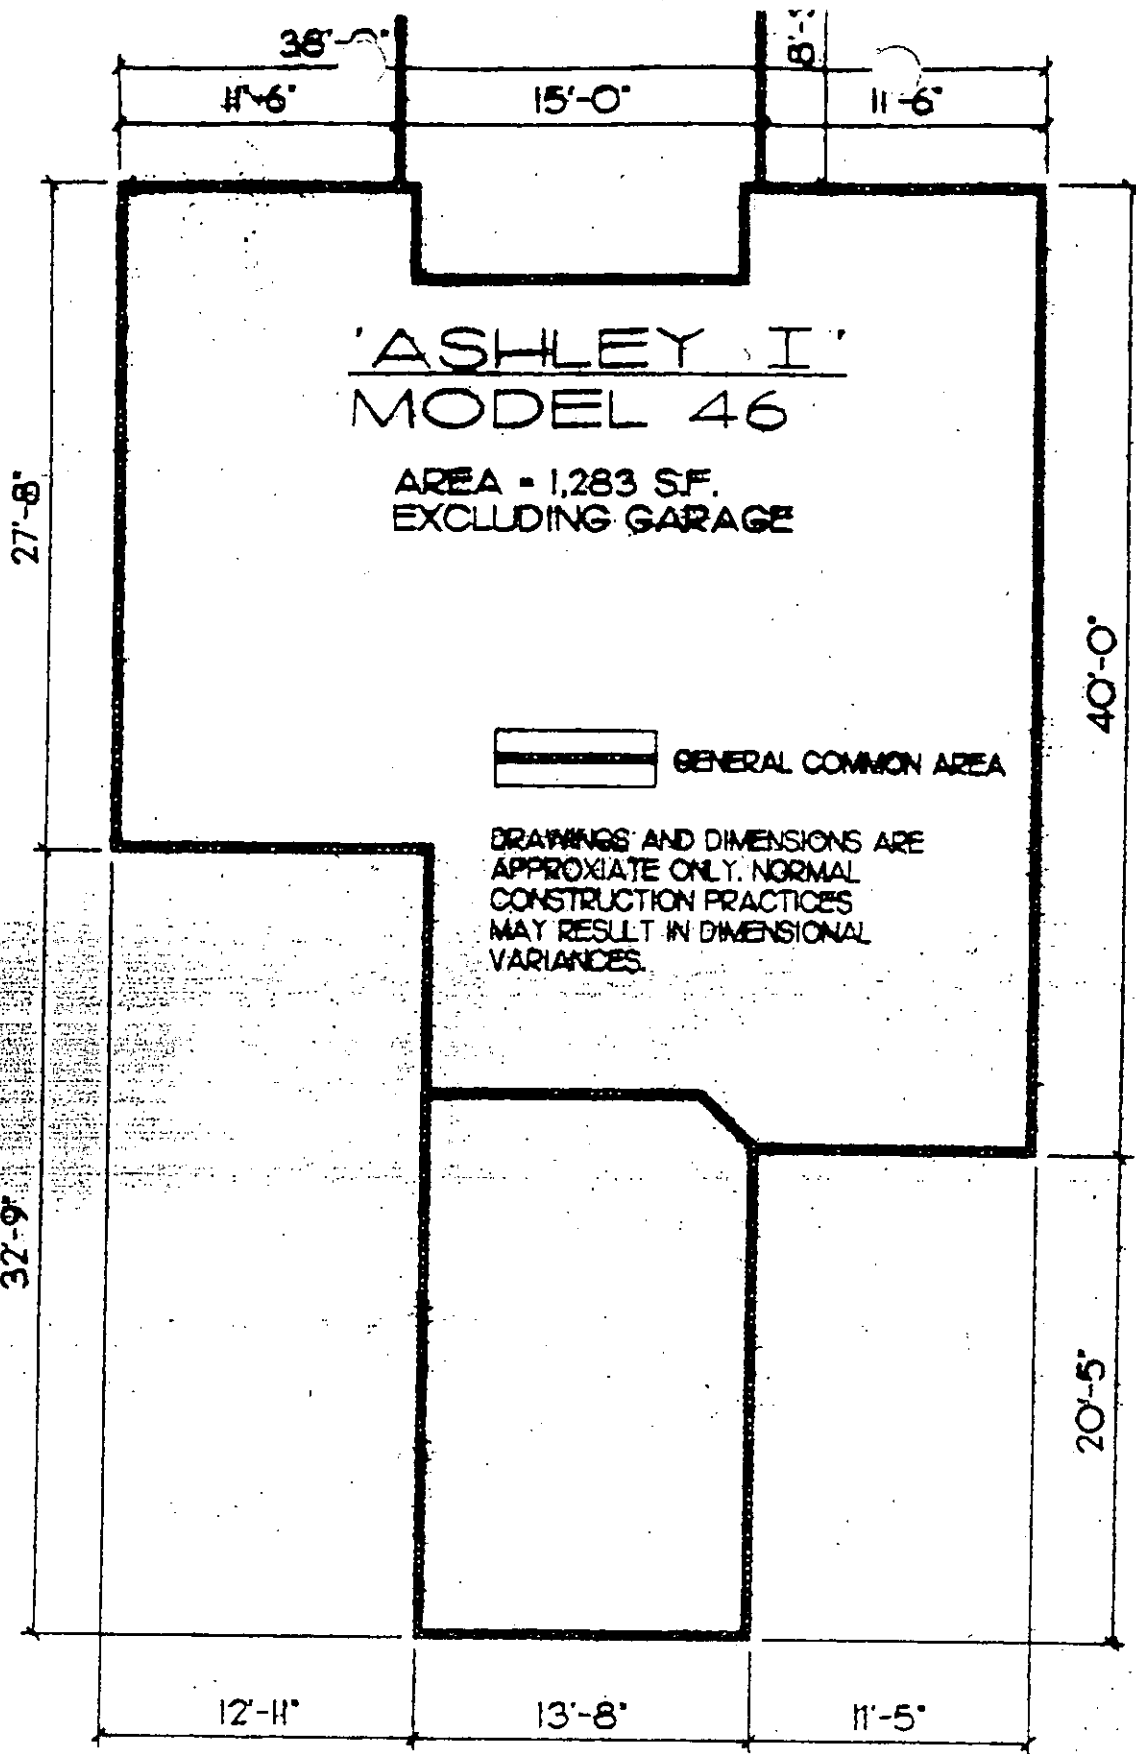 38'-0"
11'-6"
15'-0"
11'-6"
27'-8"
'ASHLEY I'
MODEL 46
AREA = 1,283 S.F.
EXCLUDING GARAGE
40'-0"
GENERAL COMMON AREA
DRAWINGS AND DIMENSIONS ARE
APPROXIATE ONLY. NORMAL
CONSTRUCTION PRACTICES
MAY RESULT IN DIMENSIONAL
VARIANCES.
32'-9"
20'-5"
12'-11"
13'-8"
11'-5"